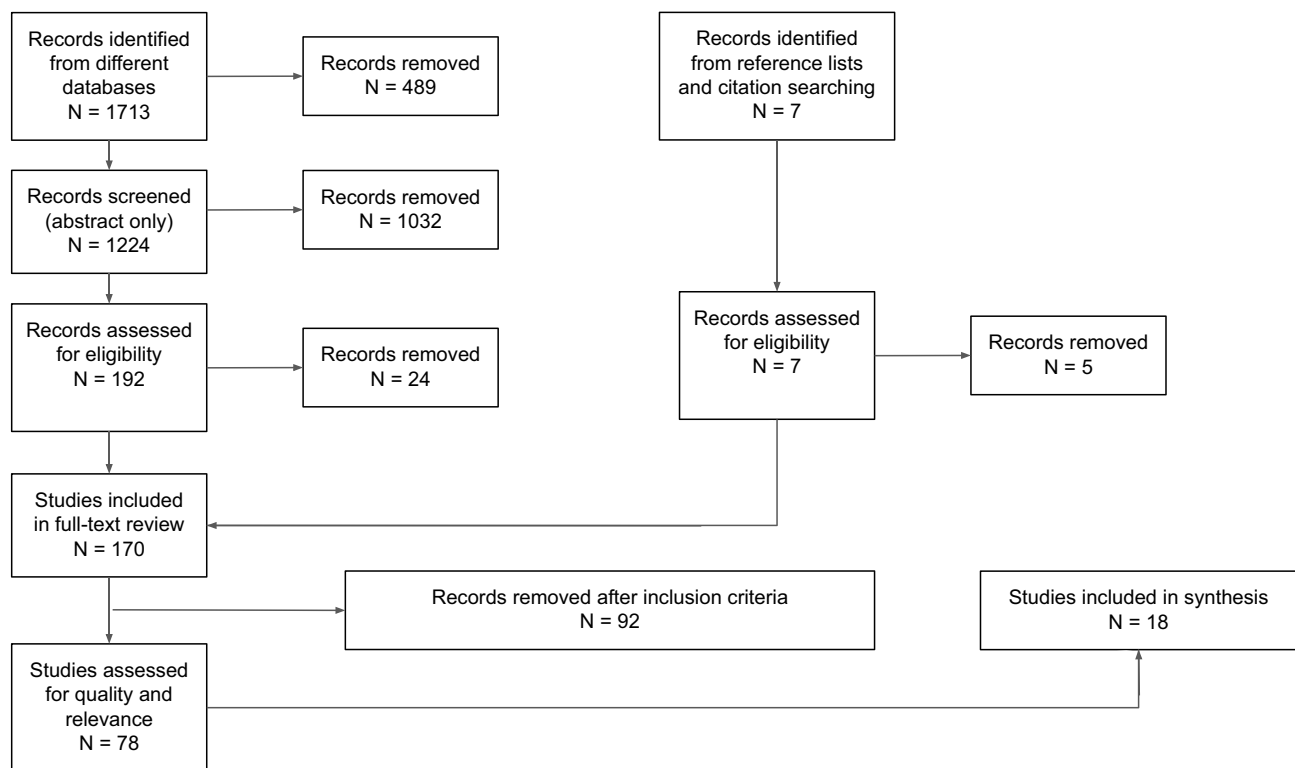 Records identified
from different
databases
N = 1713
Records removed
N = 489
Records identified
from reference lists
and citation searching
N = 7
Records screened
(abstract only)
N = 1224
Records removed
N = 1032
Records assessed
for eligibility
N = 192
Records removed
N = 24
Records assessed
for eligibility
N = 7
Records removed
N = 5
Studies included
in full-text review
N = 170
Records removed after inclusion criteria
N = 92
Studies included in synthesis
N = 18
Studies assessed
for quality and
relevance
N = 78